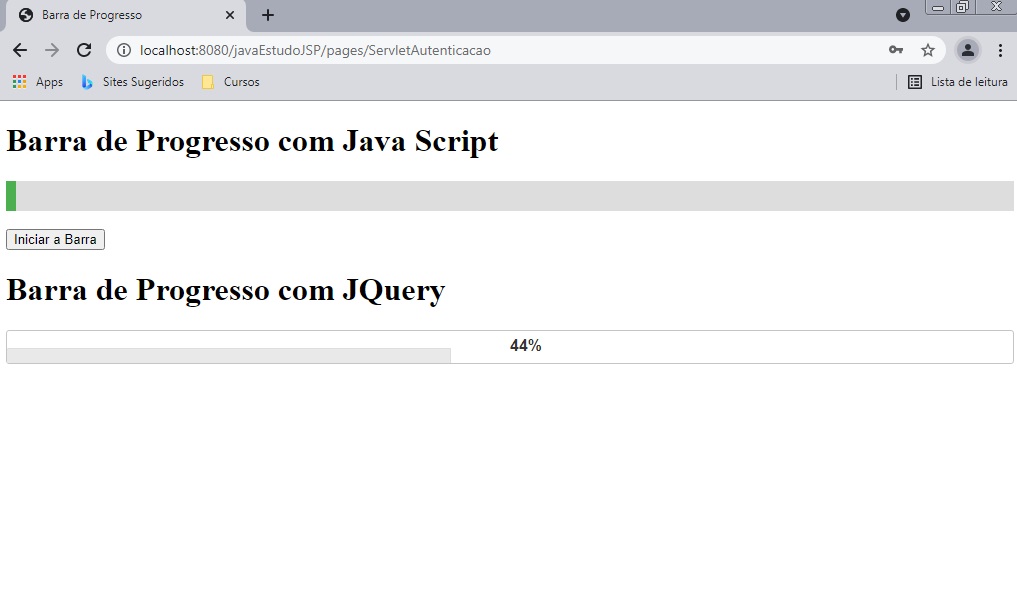 Barra de Progresso
localhost:8080/javaEstudoJSP/pages/ServletAutenticacao
Apps Sites Sugeridos Cursos Lista de leitura
Barra de Progresso com Java Script
Iniciar a Barra
Barra de Progresso com JQuery
44%